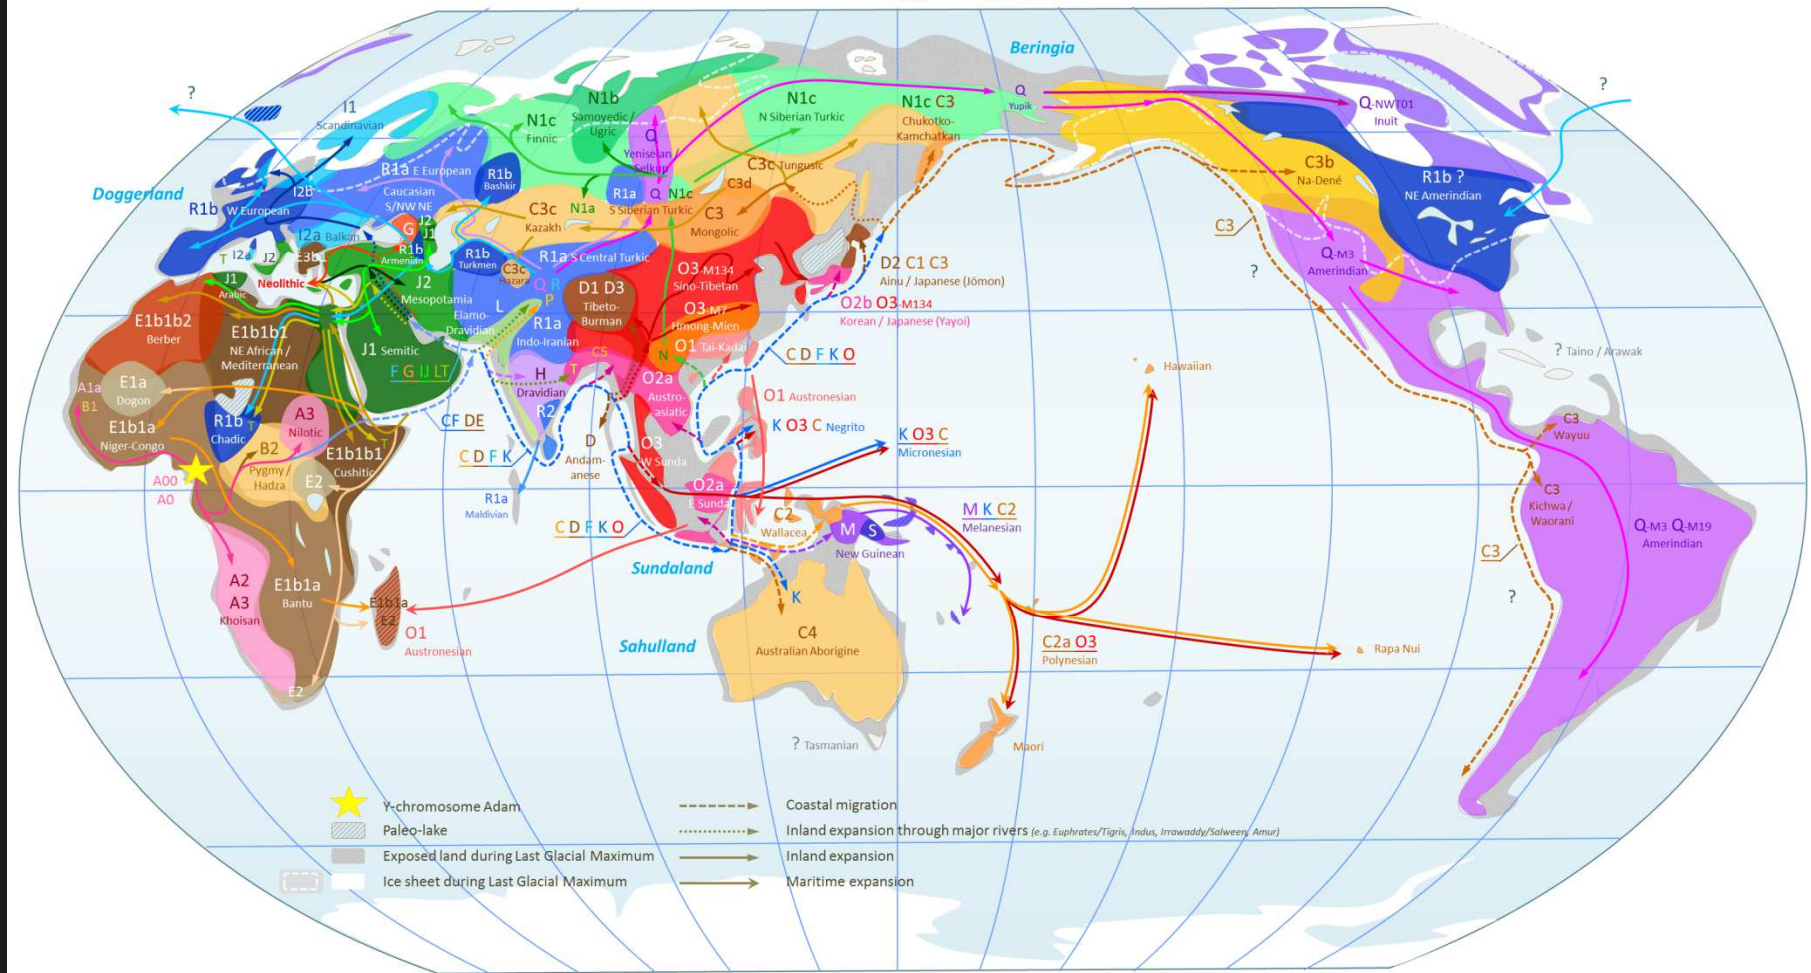 Beringia
?
?
I1
Scandinavian
N1b
Samoyedic /
Ugric
N1c
N Siberian Turkic
N1c C3
Chukotko-
Kamchatkan
Q
Yupik
Q-NWT01
Inuit
N1c
Finnic
Q
Yeniseian /
Selkup
Doggerland
R1a E European
Caucasian
S/NW NE
R1b
Bashkir
I2b
R1b W European
R1a
Q
N1c
N1a
S Siberian Turkic
C3c Tungusic
C3d
C3
Mongolic
C3b
Na-Dené
R1b ?
NE Amerindian
C3c
Kazakh
G
J2
J1
I2a Balkan
T
I2a
J2
E3b1
R1b
Armenian
R1b
Turkmen
C3c
Hazara
R1a S Central Turkic
C3
?
Q-M3
Amerindian
J1
Arabic
Neolithic
J2
Mesopotamia
Q R
P
D1 D3
Tibeto-
Burman
O3-M134
Sino-Tibetan
D2 C1 C3
Ainu / Japanese (Jōmon)
O2b O3-M134
Korean / Japanese (Yayoi)
E1b1b2
Berber
E1b1b1
NE African /
Mediterranean
L
Elamo-
Dravidian
R1a
Indo-Iranian
O3-M7
Hmong-Mien
O1 Tai-Kadai
N
J1 Semitic
F G IJ LT
C5
T
H
Dravidian
C D F K O
Hawaiian
? Taino / Arawak
A1a
B1
E1a
Dogon
R1b
T
Chadic
A3
Nilotic
R2
O2a
Austro-
asiatic
O1 Austronesian
E1b1a
Niger-Congo
CF DE
K O3 C Negrito
K O3 C
Micronesian
C3
Wayuu
B2
Pygmy /
Hadza
T
E1b1b1
Cushitic
C D F K
D
Andam-
anese
O3
W Sunda
A00
A0
E2
R1a
Maldivian
O2a
E Sunda
C3
Kichwa /
Waorani
C D F K O
C2
Wallacea
M
S
New Guinean
M K C2
Melanesian
Q-M3 Q-M19
Amerindian
C3
Sundaland
A2
A3
Khoisan
E1b1a
Bantu
E1b1a
E2
O1
Austronesian
K
?
Sahulland
C4
Australian Aborigine
C2a O3
Polynesian
Rapa Nui
E2
? Tasmanian
Maori
Y-chromosome Adam
Paleo-lake
Exposed land during Last Glacial Maximum
Ice sheet during Last Glacial Maximum
Coastal migration
Inland expansion through major rivers (e.g. Euphrates/Tigris, Indus, Irrawaddy/Salween, Amur)
Inland expansion
Maritime expansion